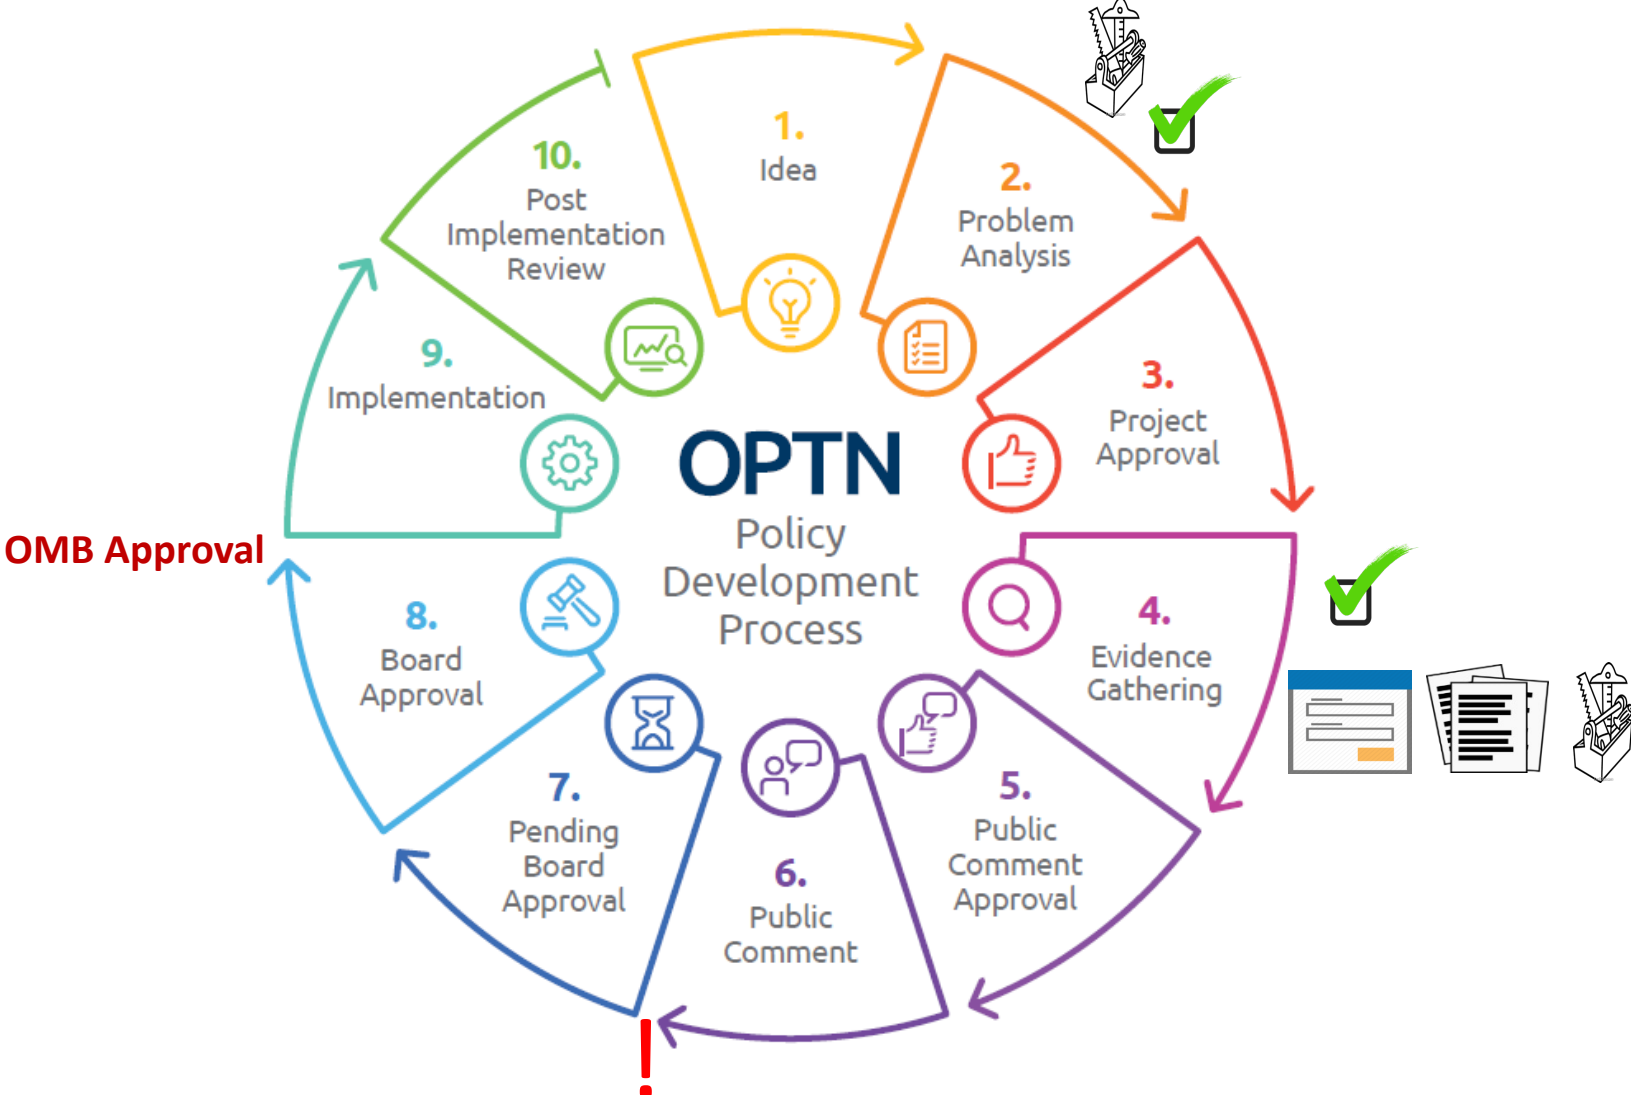 1.
Idea
2.
Problem
Analysis
3.
Project
Approval
4.
Evidence
Gathering
5.
Public
Comment
Approval
6.
Public
Comment
7.
Pending
Board
Approval
8.
Board
Approval
OMB Approval
9.
Implementation
10.
Post
Implementation
Review
OPTN
Policy
Development
Process
!